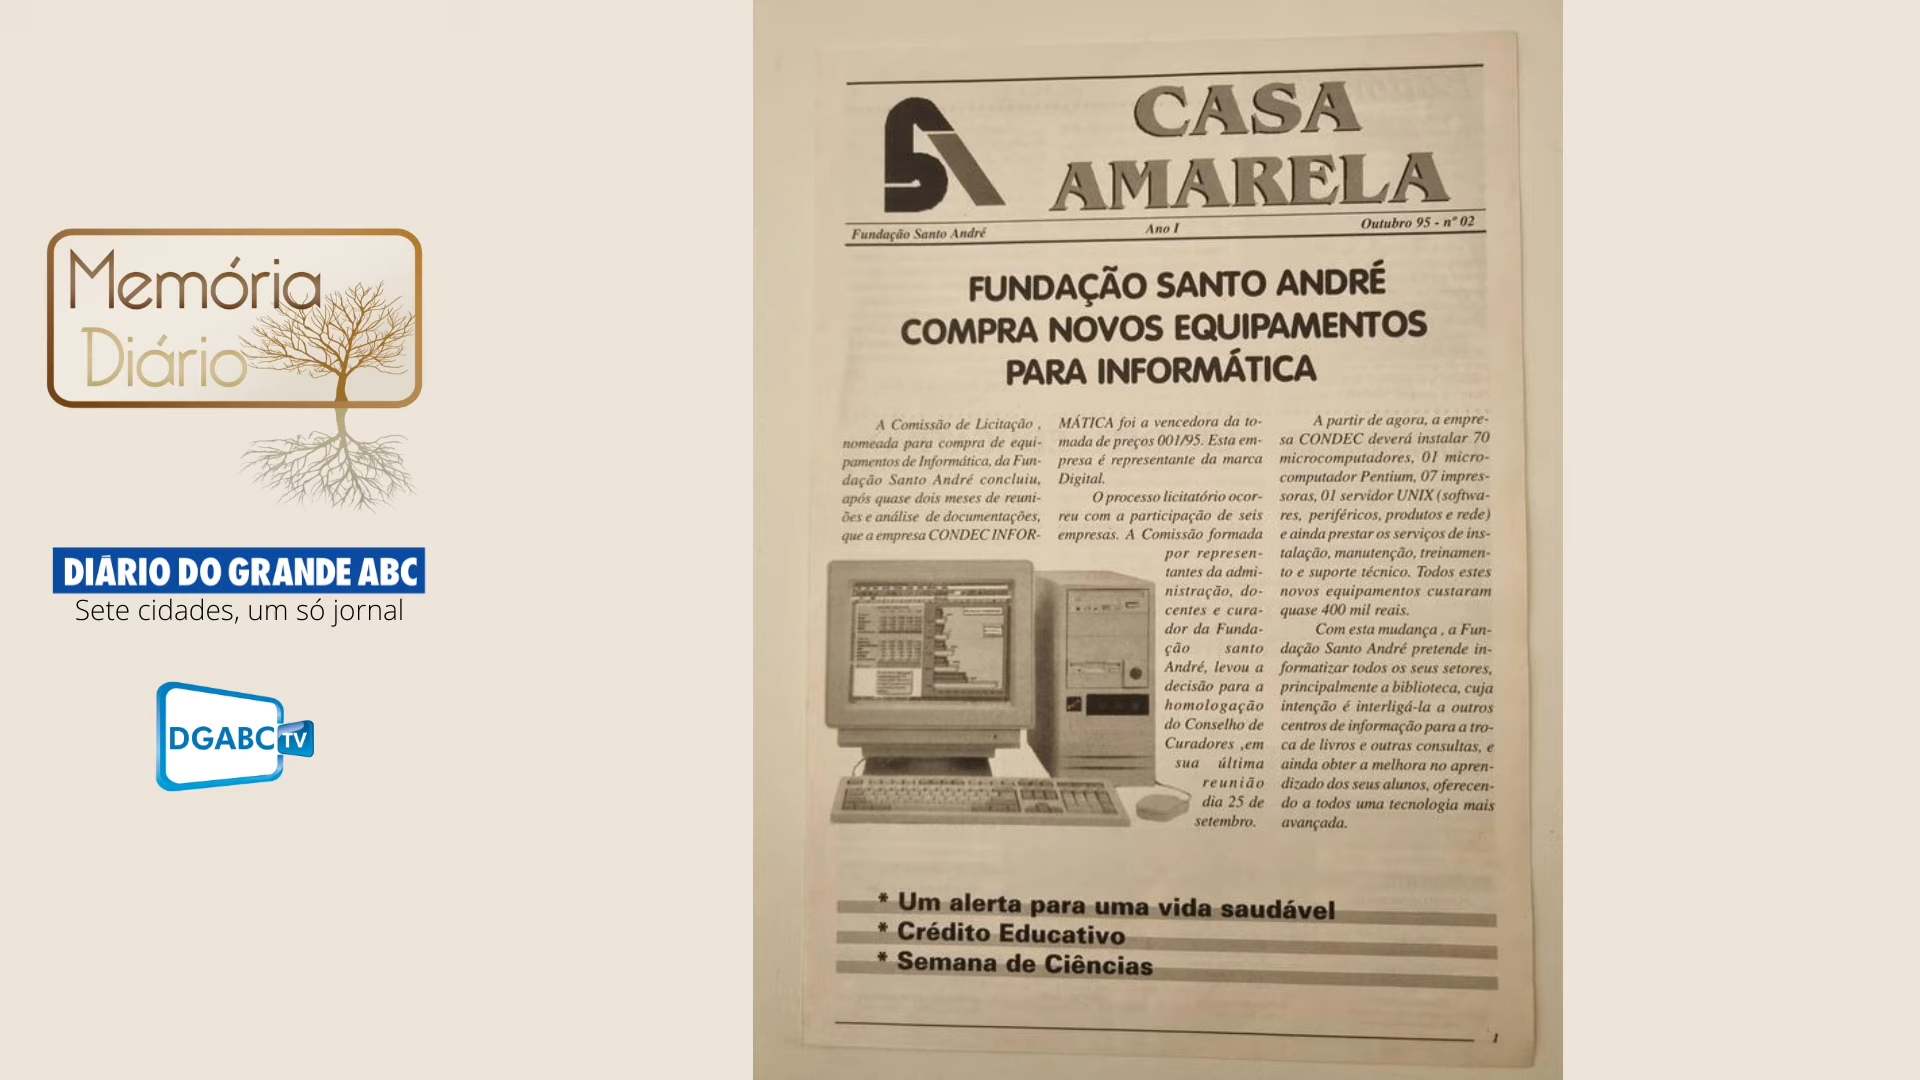 Memória
Diário
DIÁRIO DO GRANDE ABC
Sete cidades, um só jornal
DGABC TV
SA
CASA
AMARELA
Fundação Santo André
Ano I
Outubro 95 - nº 02
FUNDAÇÃO SANTO ANDRÉ
COMPRA NOVOS EQUIPAMENTOS
PARA INFORMÁTICA
A Comissão de Licitação ,
nomeada para compra de equi-
pamentos de Informática, da Fun-
dação Santo André concluiu,
após quase dois meses de reuni-
ões e análise de documentações,
que a empresa CONDEC INFOR-
MÁTICA foi a vencedora da to-
mada de preços 001/95. Esta em-
presa é representante da marca
Digital.
O processo licitatório ocor-
reu com a participação de seis
empresas. A Comissão formada
por represen-
tantes da admi-
nistração, do-
centes e cura-
dor da Funda-
ção santo
André, levou a
decisão para a
homologação
do Conselho de
Curadores ,em
sua última
reunião
dia 25 de
setembro.
A partir de agora, a empre-
sa CONDEC deverá instalar 70
microcomputadores, 01 micro-
computador Pentium, 07 impres-
soras, 01 servidor UNIX (softwa-
res, periféricos, produtos e rede)
e ainda prestar os serviços de ins-
talação, manutenção, treinamen-
to e suporte técnico. Todos estes
novos equipamentos custaram
quase 400 mil reais.
Com esta mudança , a Fun-
dação Santo André pretende in-
formatizar todos os seus setores,
principalmente a biblioteca, cuja
intenção é interligá-la a outros
centros de informação para a tro-
ca de livros e outras consultas, e
ainda obter a melhora no apren-
dizado dos seus alunos, oferecen-
do a todos uma tecnologia mais
avançada.
* Um alerta para uma vida saudável
* Crédito Educativo
* Semana de Ciências
1